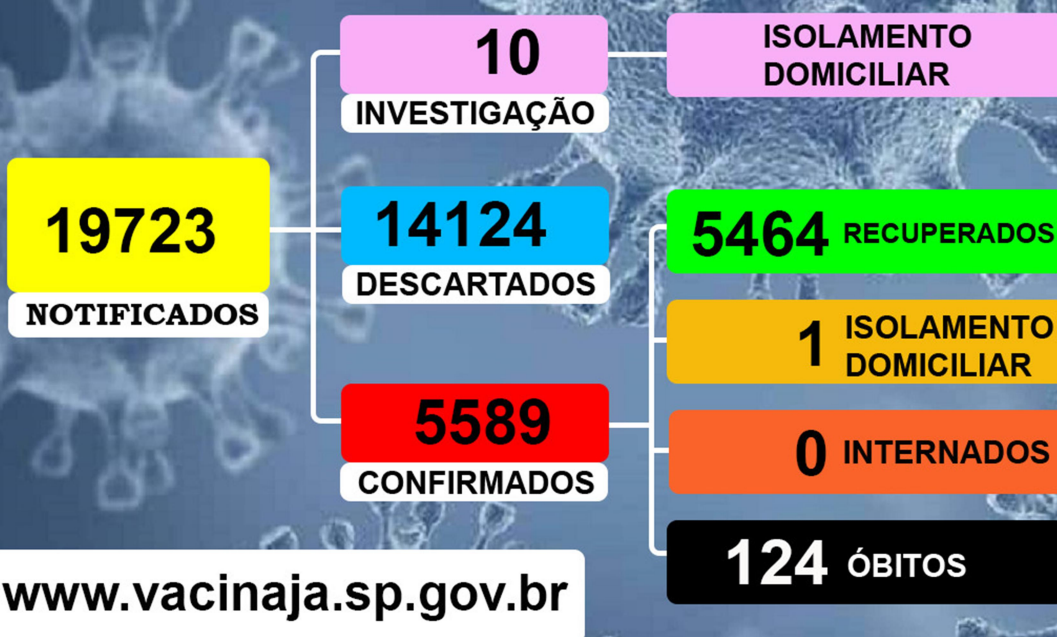 19723
NOTIFICADOS
10
INVESTIGAÇÃO
ISOLAMENTO
DOMICILIAR
14124
DESCARTADOS
5589
CONFIRMADOS
5464 RECUPERADOS
1 ISOLAMENTO
DOMICILIAR
0 INTERNADOS
124 ÓBITOS
www.vacinaja.sp.gov.br